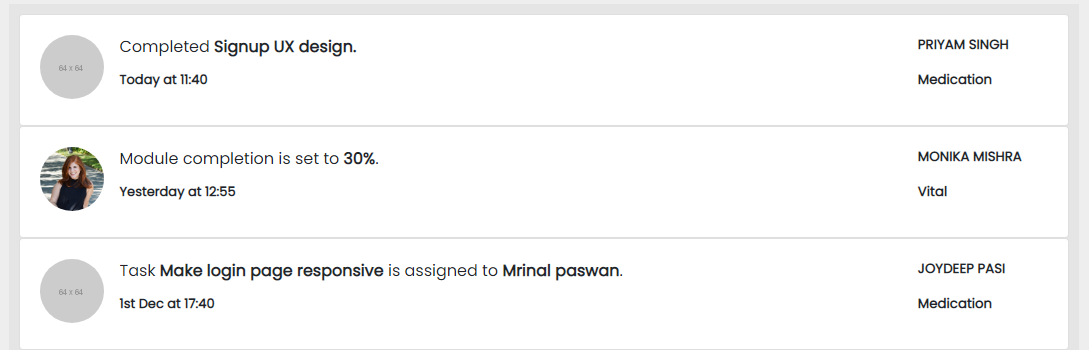 Completed Signup UX design.
PRIYAM SINGH
64 x 64
Today at 11:40
Medication
Module completion is set to 30%.
MONIKA MISHRA
Yesterday at 12:55
Vital
Task Make login page responsive is assigned to Mrinal paswan.
JOYDEEP PASI
64 x 64
1st Dec at 17:40
Medication